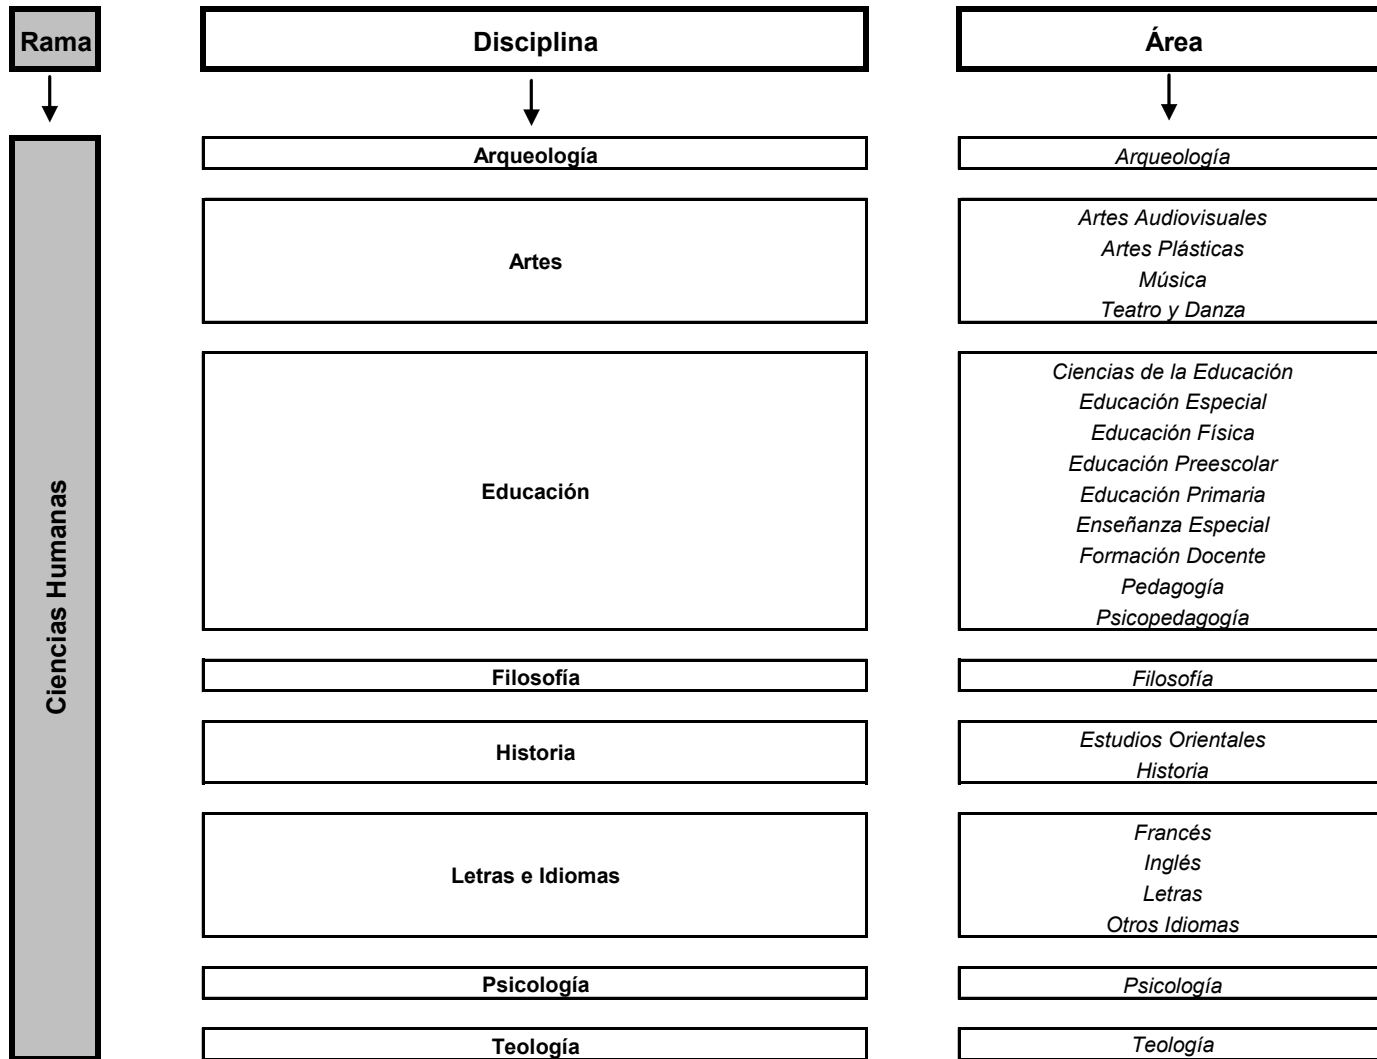 Rama
Disciplina
Área
Ciencias Humanas
Arqueología
Arqueología
Artes
Artes Audiovisuales
Artes Plásticas
Música
Teatro y Danza
Educación
Ciencias de la Educación
Educación Especial
Educación Física
Educación Preescolar
Educación Primaria
Enseñanza Especial
Formación Docente
Pedagogía
Psicopedagogía
Filosofía
Filosofía
Historia
Estudios Orientales
Historia
Letras e Idiomas
Francés
Inglés
Letras
Otros Idiomas
Psicología
Psicología
Teología
Teología